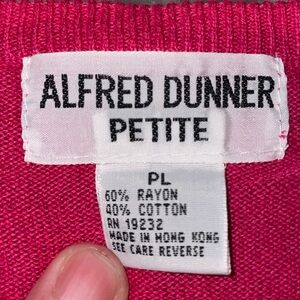 ALFRED DUNNER
PETITE
PL
60% RAYON
40% COTTON
RN 19232
MADE IN HONG KONG
SEE CARE REVERSE